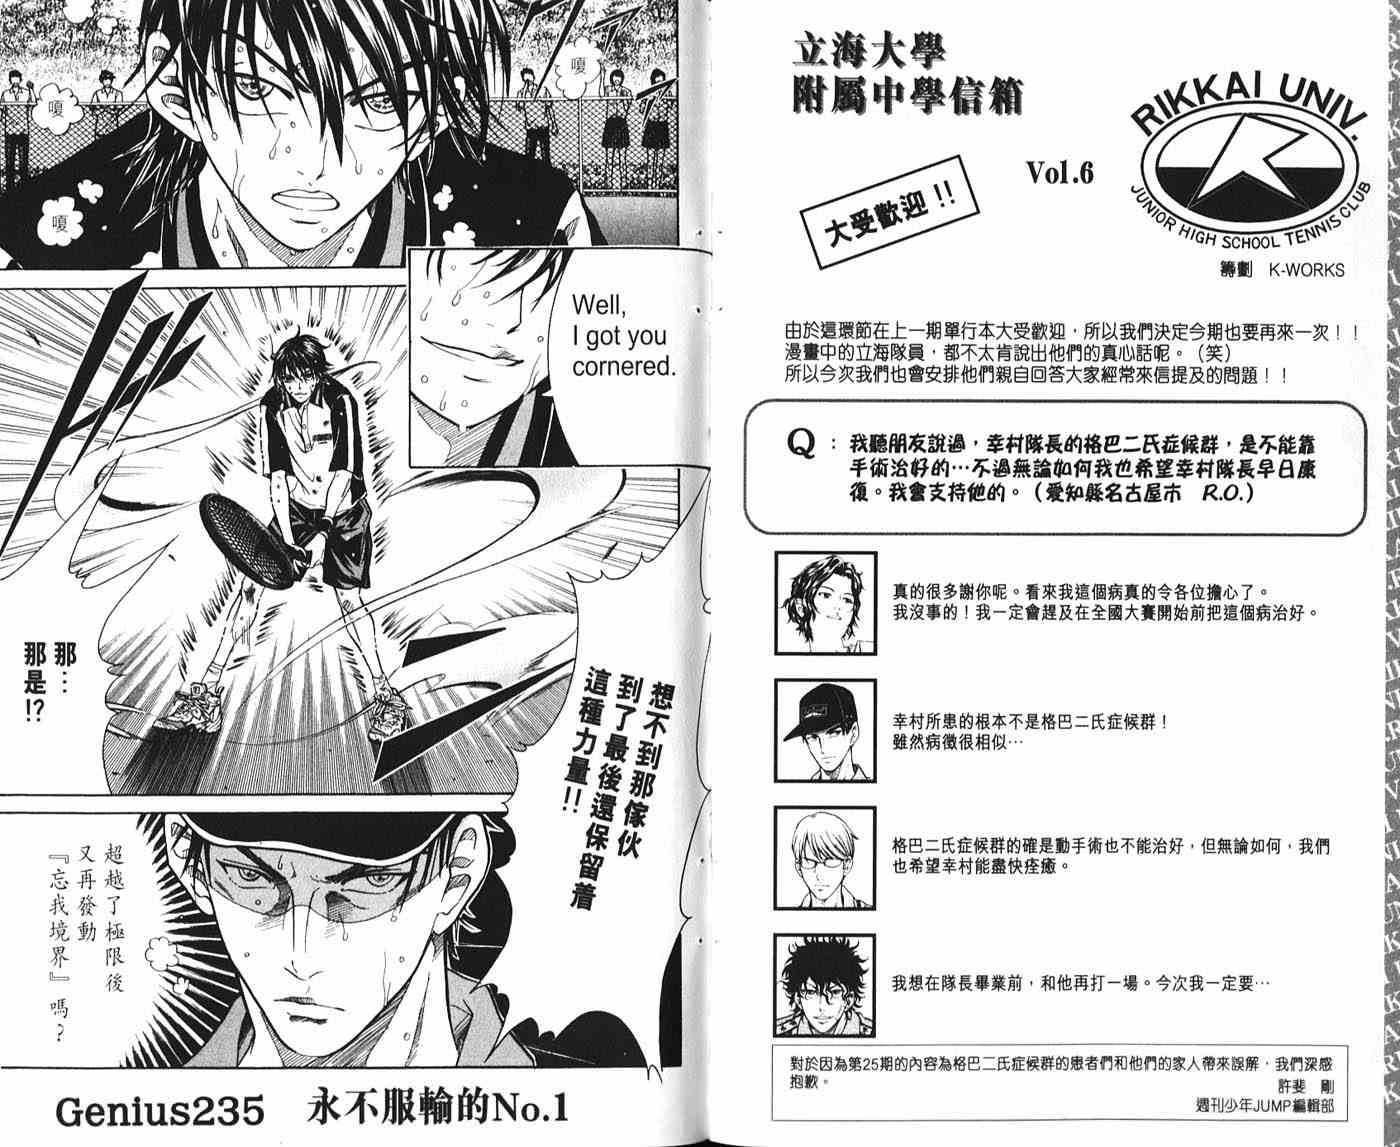 立海大學
附屬中學信箱
Vol.6
大受歡迎!!
RIKKAI UNIV.
JUNIOR HIGH SCHOOL TENNIS CLUB
籌劃 K-WORKS
由於這環節在上一期單行本大受歡迎，所以我們決定今期也要再來一次！！
漫畫中的立海隊員，都不太肯說出他們的真心話呢。（笑）
所以今次我們也會安排他們親自回答大家經常來信提及的問題！！
Q：我聽朋友說過，幸村隊長的格巴二氏症候群，是不能靠
手術治好的…不過無論如何我也希望幸村隊長早日康
復。我會支持他的。（愛知縣名古屋市 R.O.）
真的很多謝你呢。看來我這個病真的令各位擔心了。
我沒事的！我一定會趕及在全國大賽開始前把這個病治好。
幸村所患的根本不是格巴二氏症候群！
雖然病徵很相似…
格巴二氏症候群的確是動手術也不能治好，但無論如何，我們
也希望幸村能盡快痊癒。
我想在隊長畢業前，和他再打一場。今次我一定要…
對於因為第25期的內容為格巴二氏症候群的患者們和他們的家人帶來誤解，我們深感
抱歉。
許斐 剛
週刊少年JUMP編輯部
嗄
嗄
嗄
Well,
I got you
cornered.
那…
那是!?
想不到那傢伙
到了最後還保留着
這種力量!!
超越了極限後
又再發動
『忘我境界』嗎？
Genius235 永不服輸的No.1